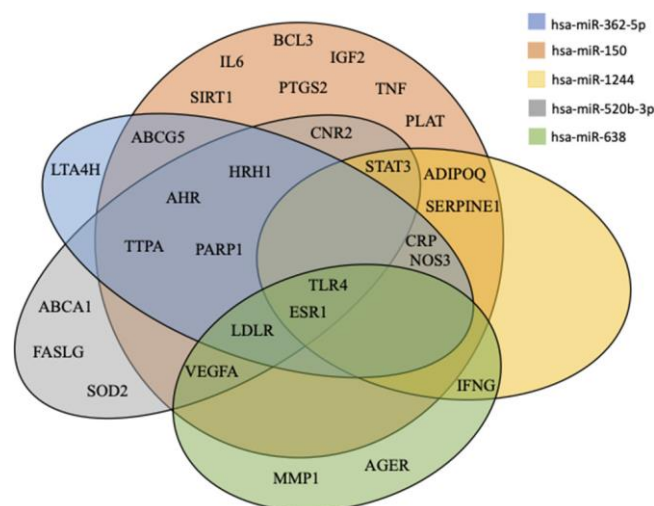 hsa-miR-362-5p
hsa-miR-150
hsa-miR-1244
hsa-miR-520b-3p
hsa-miR-638
BCL3
IL6
IGF2
SIRT1
PTGS2
TNF
PLAT
ABCG5
CNR2
LTA4H
HRH1
STAT3
ADIPOQ
AHR
SERPINE1
TTPA
PARP1
CRP
NOS3
TLR4
ABCA1
ESR1
LDLR
FASLG
VEGFA
SOD2
IFNG
MMP1
AGER